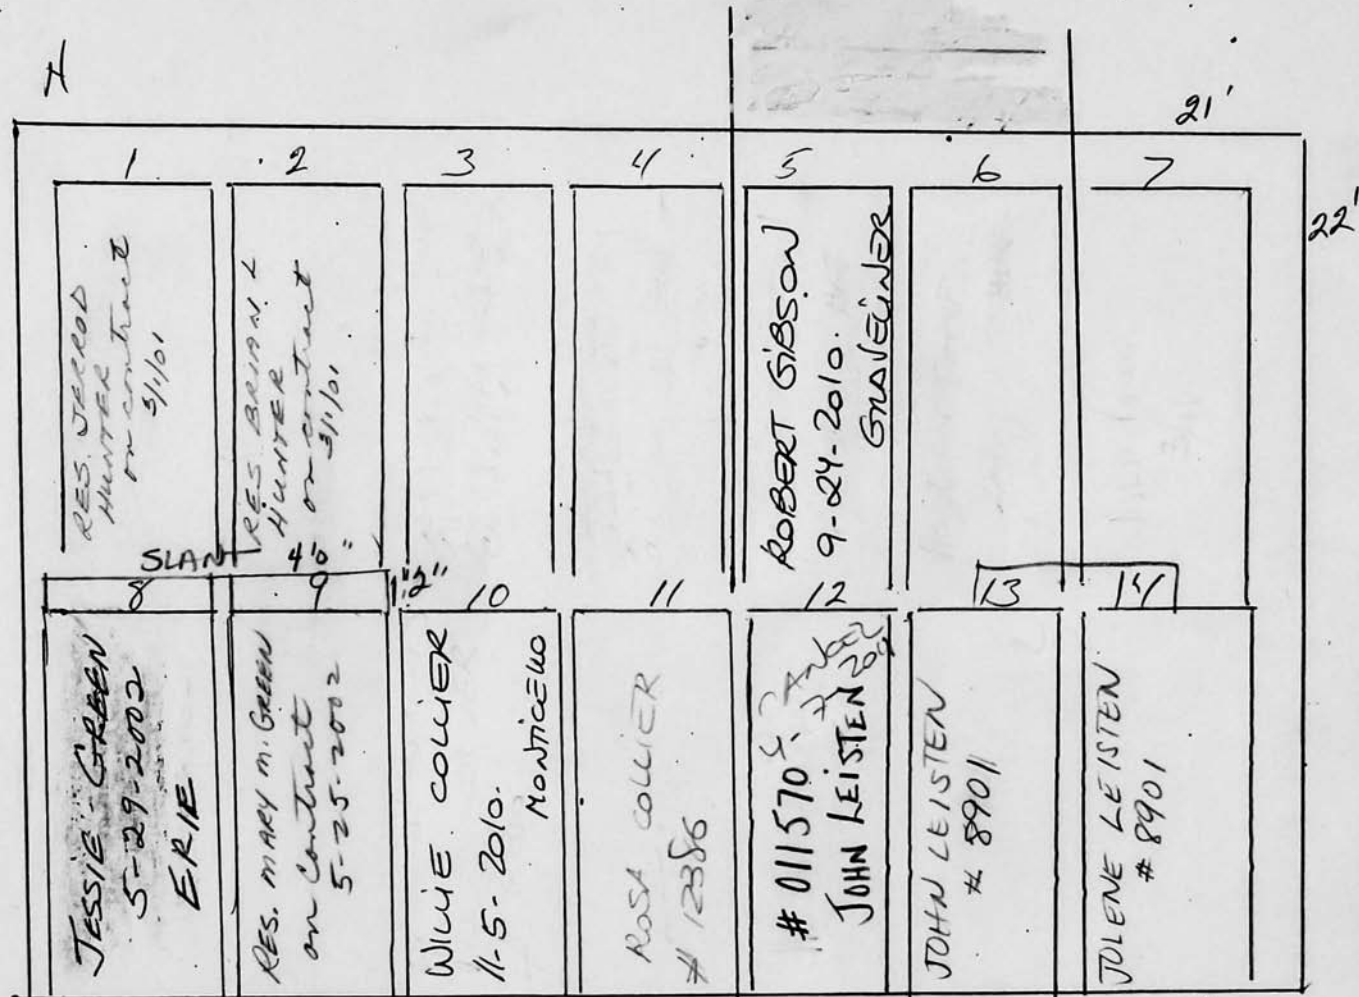 21'
22'
1
2
3
4
5
6
7
RES. JERROD
HUNTER
on contract
3/1/01
RES. BRIAN L
HUNTER
on contract
3/1/01
ROBERT GIBSON
9-24-2010.
SLANT
4'0"
1'2"
8
9
10
11
12
13
14
JESSIE GREEN
5-29-2002
ERIE
RES. MARY M. GREEN
on Contract
5-25-2002
WILLIE COLLIER
11-5-2010.
MONTICELLO
ROSA COLLIER
# 12386
# 011570
JOHN LEISTEN
JOHN LEISTEN
# 8901
JOLENE LEISTEN
# 8901